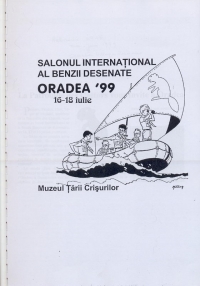 SALONUL INTERNAȚIONAL
AL BENZII DESENATE
ORADEA '99
16-18 iulie
Muzeul Țării Crișurilor